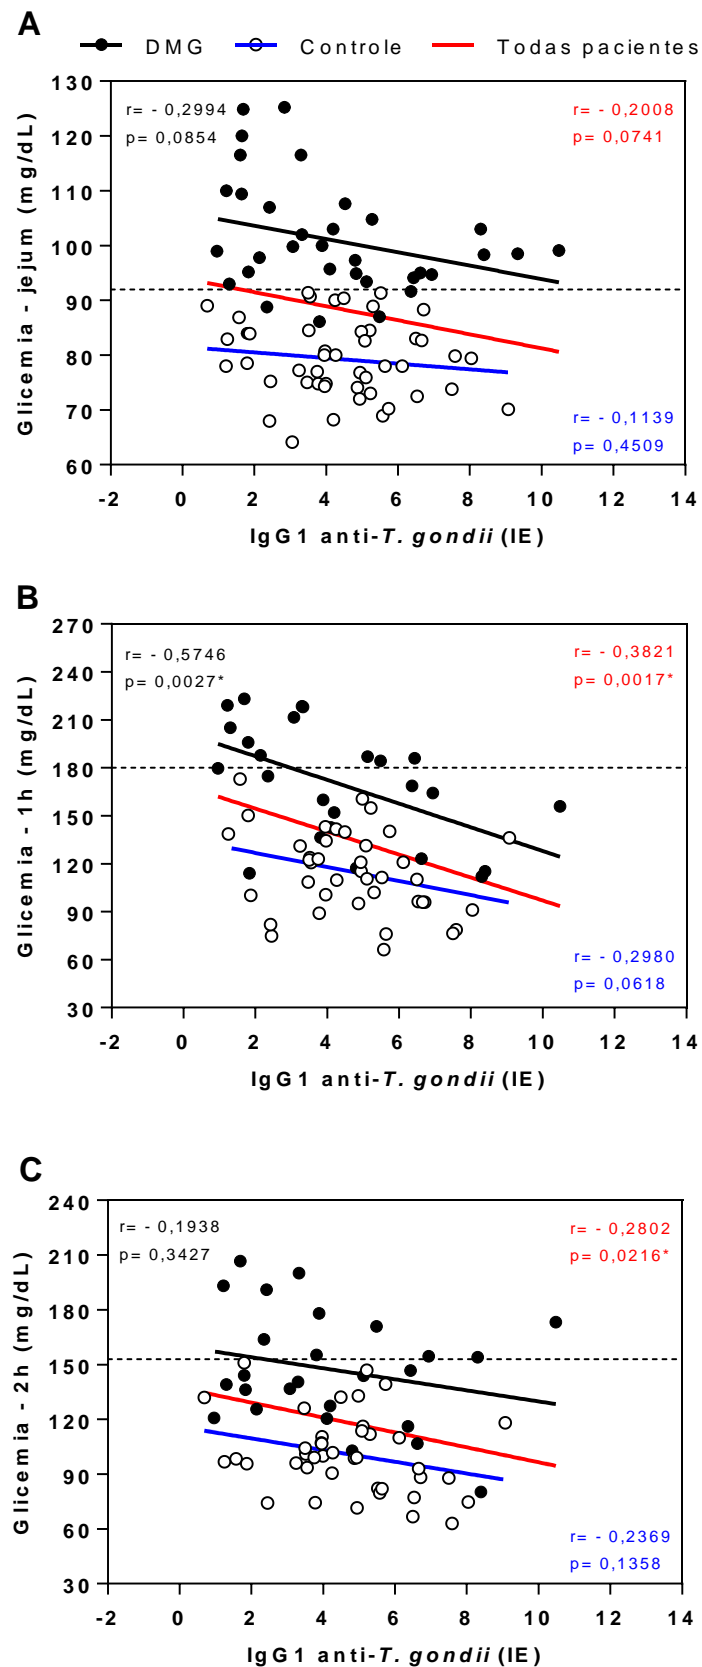 A
DMG Controle Todas pacientes
Glicemia - jejum (mg/dL)
130
120
110
100
90
80
70
60
r= - 0,2994
p= 0,0854
r= - 0,2008
p= 0,0741
r= - 0,1139
p= 0,4509
-2 0 2 4 6 8 10 12 14
IgG1 anti-T. gondii (IE)
B
Glicemia - 1h (mg/dL)
270
240
210
180
150
120
90
60
30
r= - 0,5746
p= 0,0027*
r= - 0,3821
p= 0,0017*
r= - 0,2980
p= 0,0618
-2 0 2 4 6 8 10 12 14
IgG1 anti-T. gondii (IE)
C
Glicemia - 2h (mg/dL)
240
210
180
150
120
90
60
30
r= - 0,1938
p= 0,3427
r= - 0,2802
p= 0,0216*
r= - 0,2369
p= 0,1358
-2 0 2 4 6 8 10 12 14
IgG1 anti-T. gondii (IE)